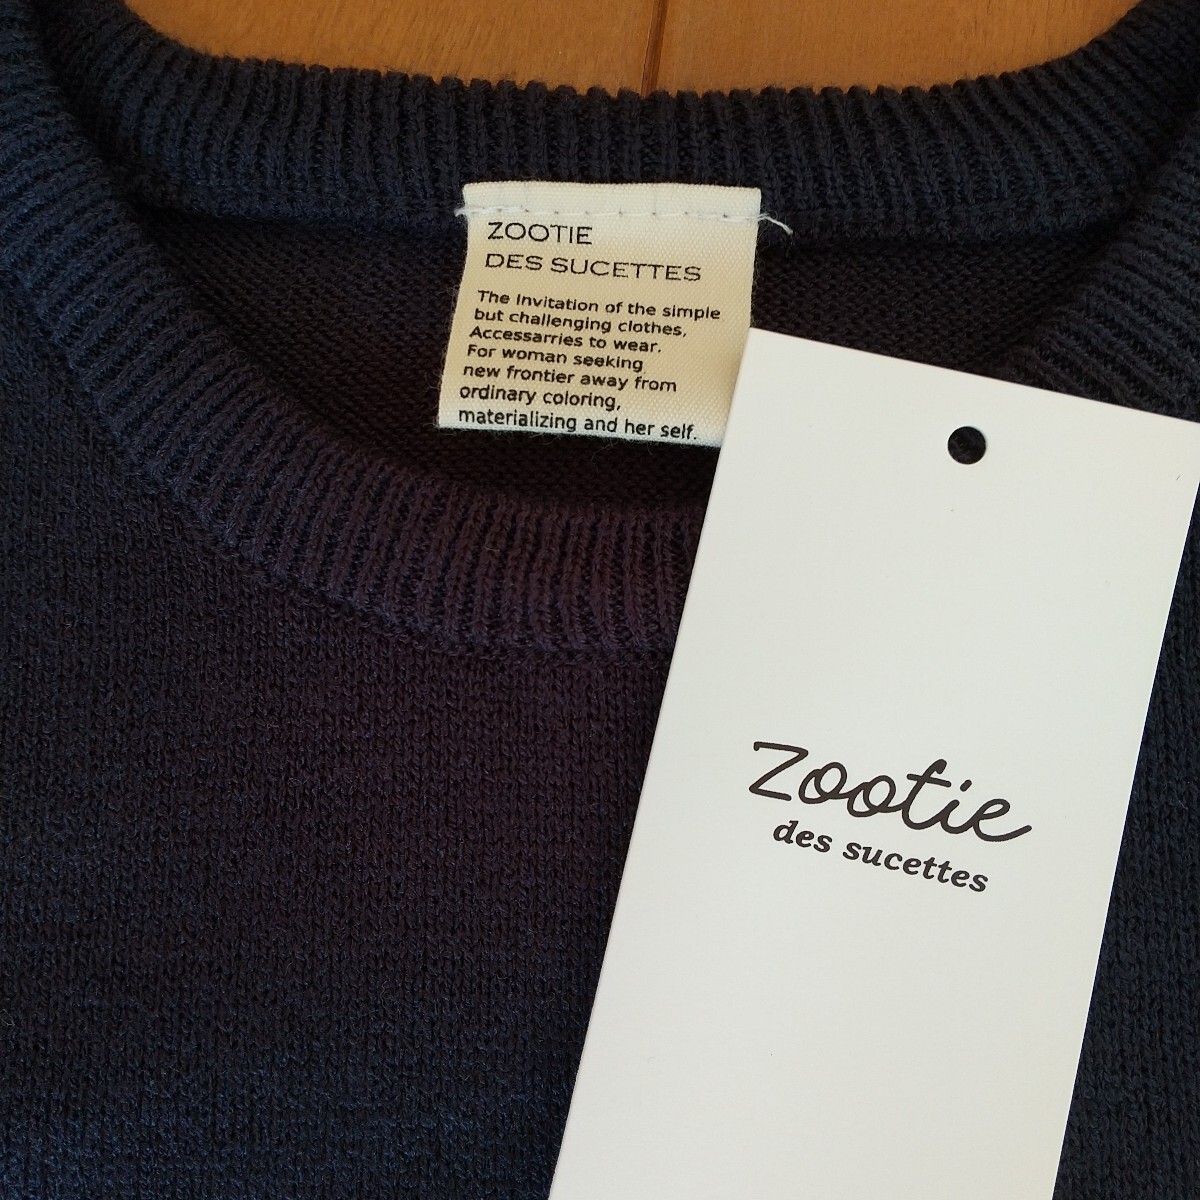 ZOOTIE
DES SUCETTES
The Invitation of the simple
but challenging clothes,
Accessarries to wear.
For woman seeking
new frontier away from
ordinary coloring,
materializing and her self.
Zootie
des sucettes